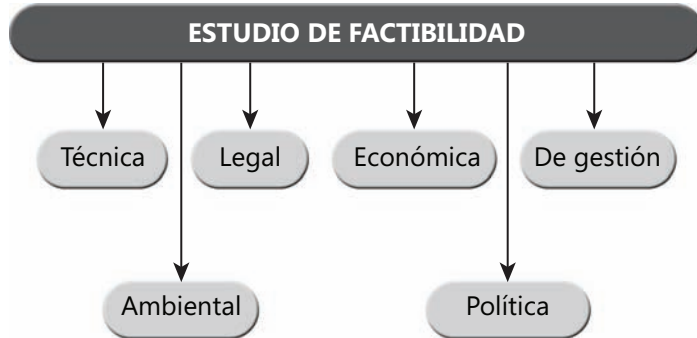 ESTUDIO DE FACTIBILIDAD
Técnica
Legal
Económica
De gestión
Ambiental
Política